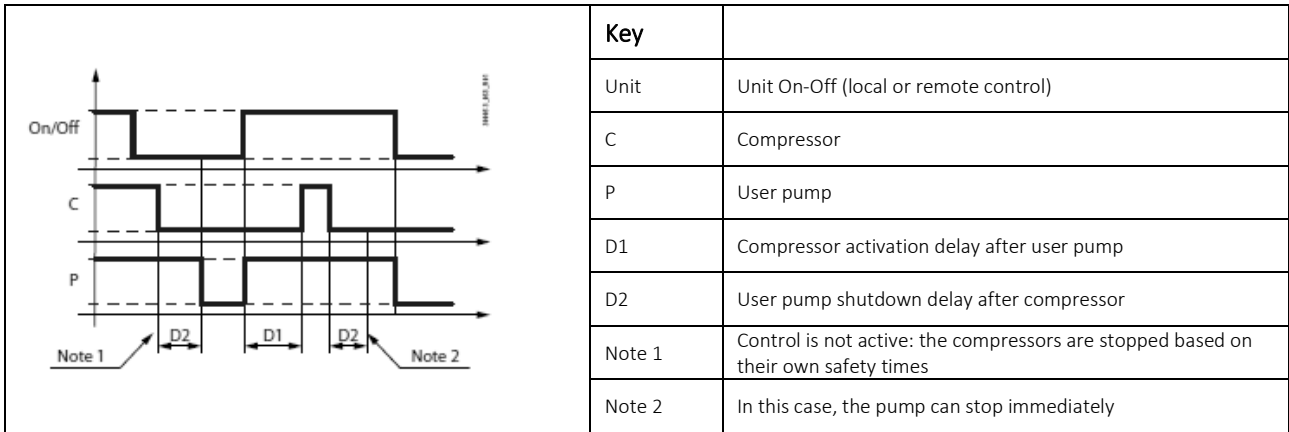 On/Off
C
P
D2
D1
D2
Note 1
Note 2
Key
Unit Unit On-Off (local or remote control)
C Compressor
P User pump
D1 Compressor activation delay after user pump
D2 User pump shutdown delay after compressor
Note 1 Control is not active: the compressors are stopped based on
their own safety times
Note 2 In this case, the pump can stop immediately